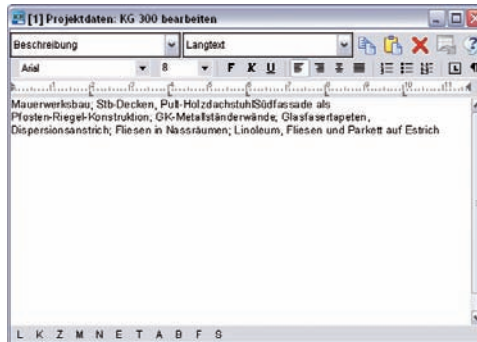 [1] Projektdaten: KG 300 bearbeiten
Beschreibung Langtext
Arial 8 F K U
Mauerwerksbau; Stb-Decken, Pult-HolzdachstuhlSüdfassade als
Pfosten-Riegel-Konstruktion; GK-Metallständerwände; Glasfasertapeten,
Dispersionsanstrich; Fliesen in Nassräumen; Linoleum, Fliesen und Parkett auf Estrich
L K Z M N E T A B F S